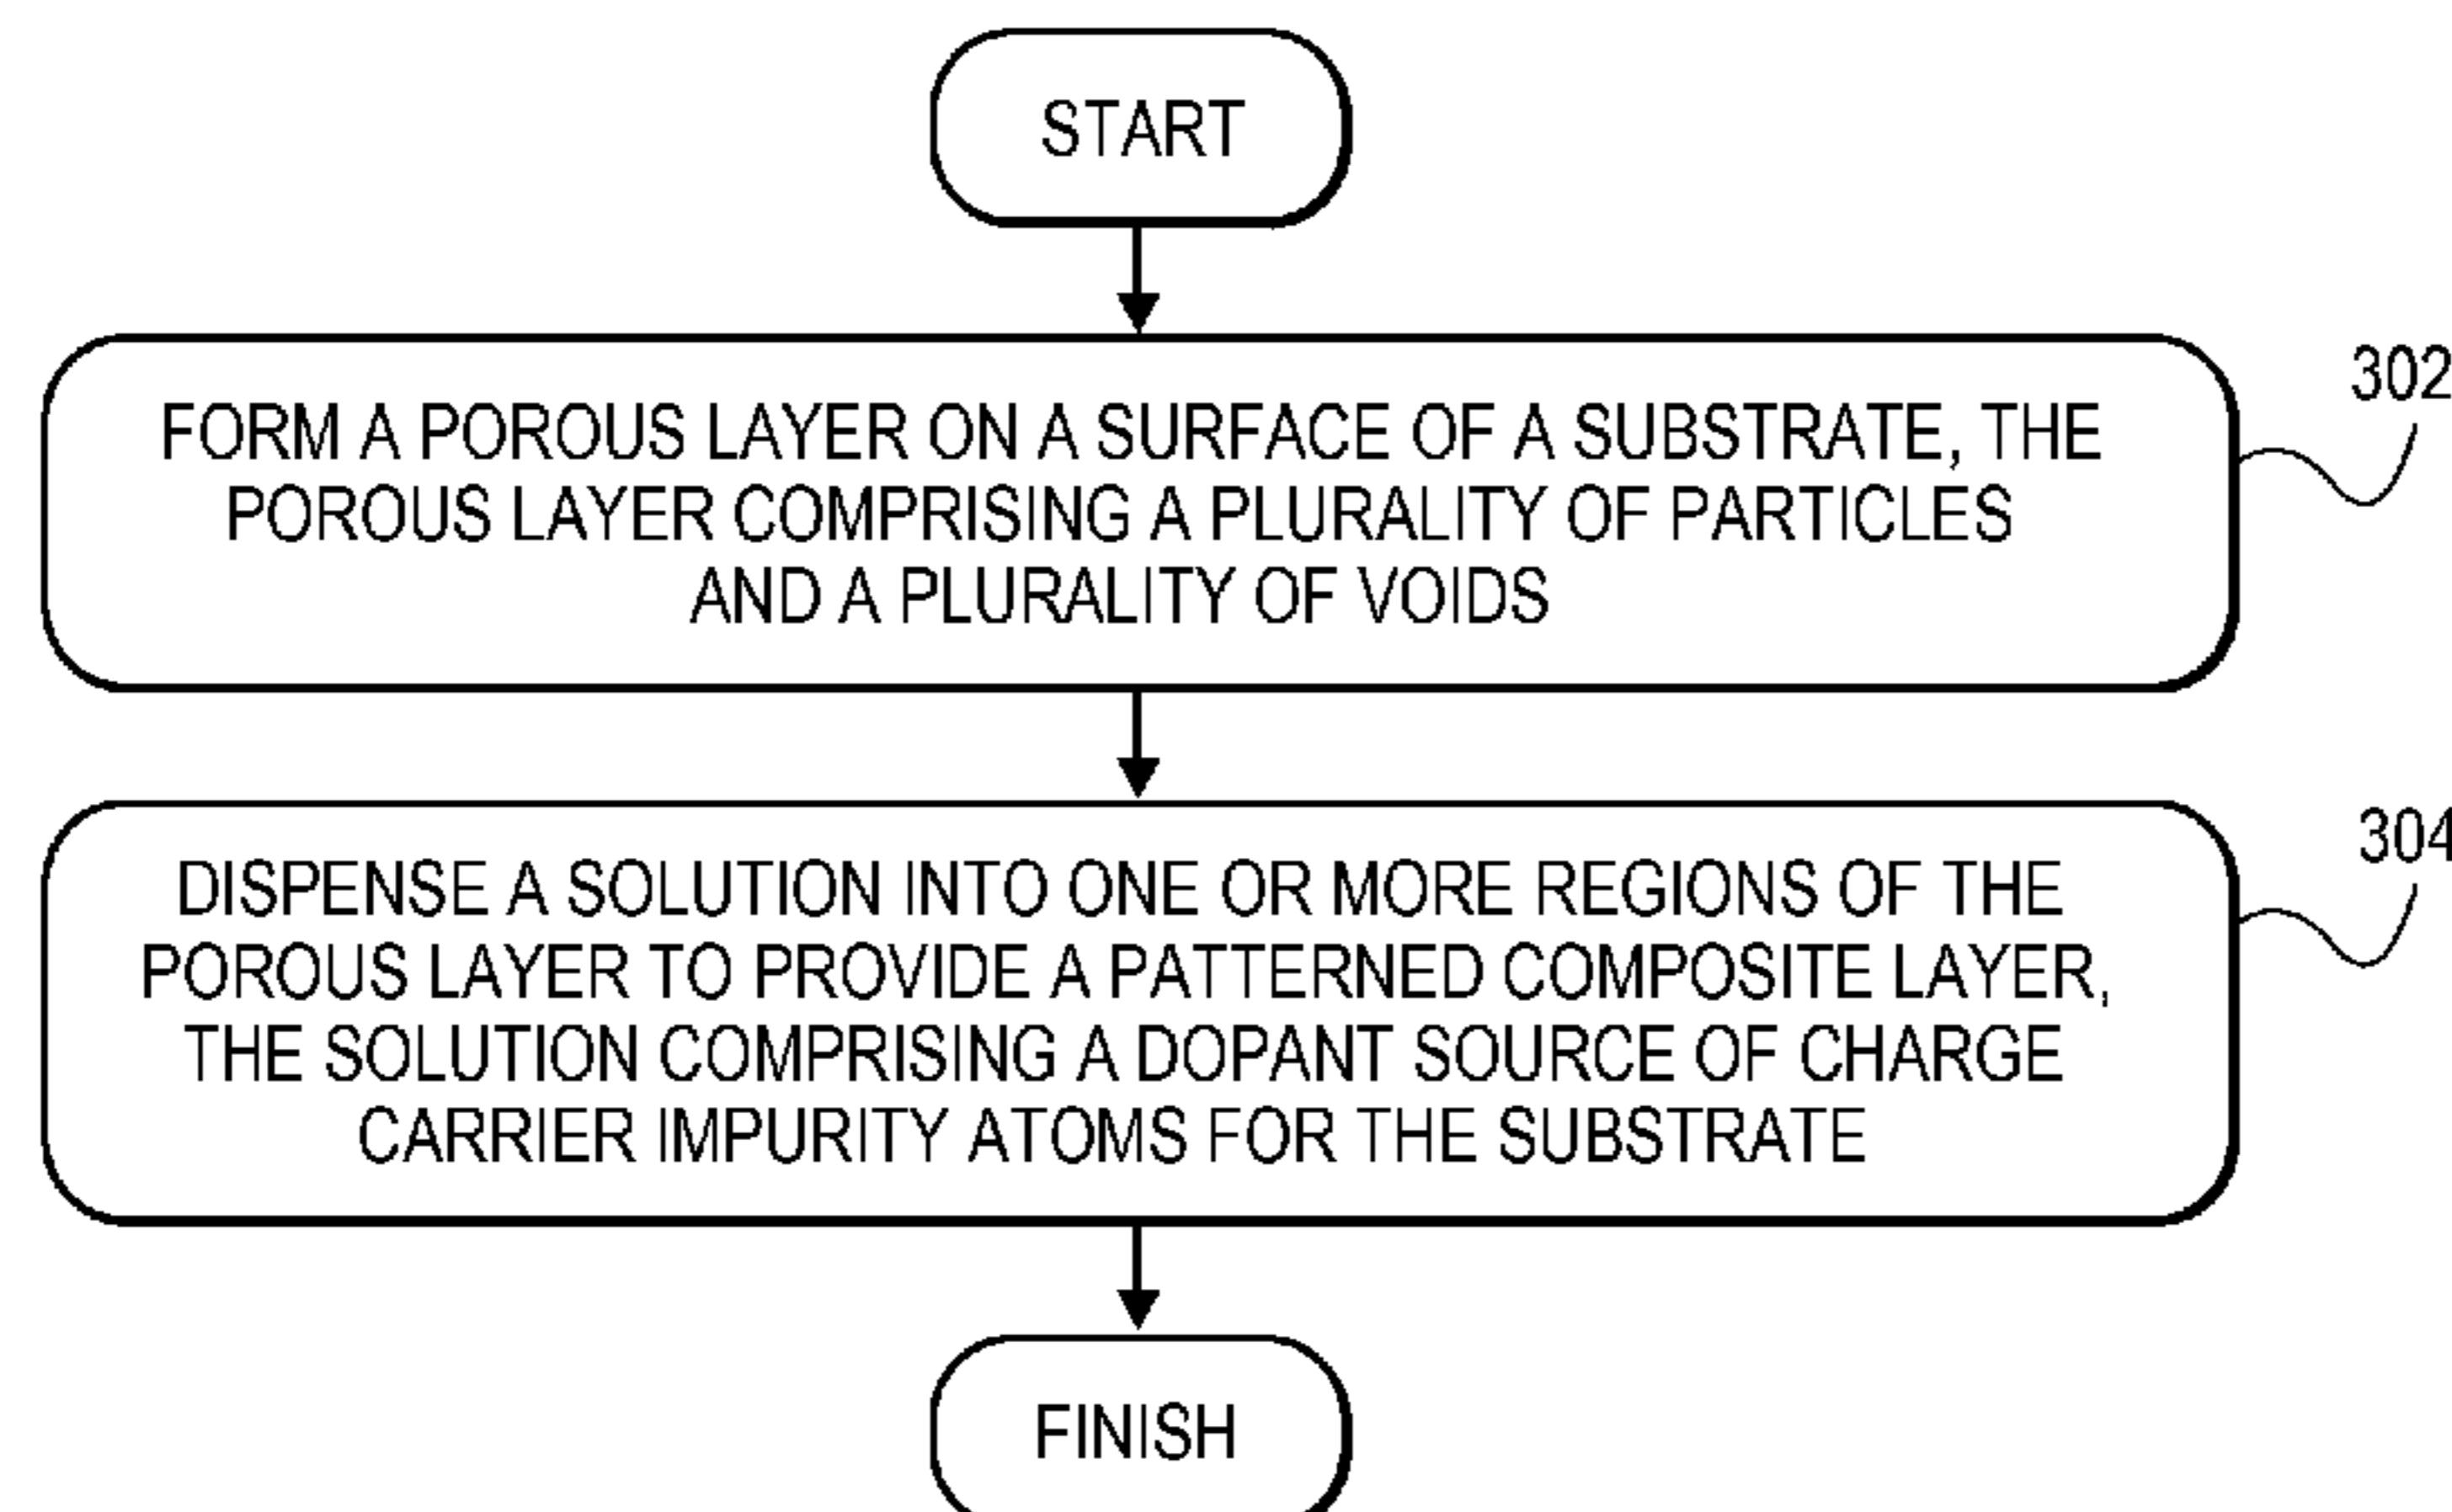 START
302
FORM A POROUS LAYER ON A SURFACE OF A SUBSTRATE, THE
POROUS LAYER COMPRISING A PLURALITY OF PARTICLES
AND A PLURALITY OF VOIDS
304
DISPENSE A SOLUTION INTO ONE OR MORE REGIONS OF THE
POROUS LAYER TO PROVIDE A PATTERNED COMPOSITE LAYER,
THE SOLUTION COMPRISING A DOPANT SOURCE OF CHARGE
CARRIER IMPURITY ATOMS FOR THE SUBSTRATE
FINISH